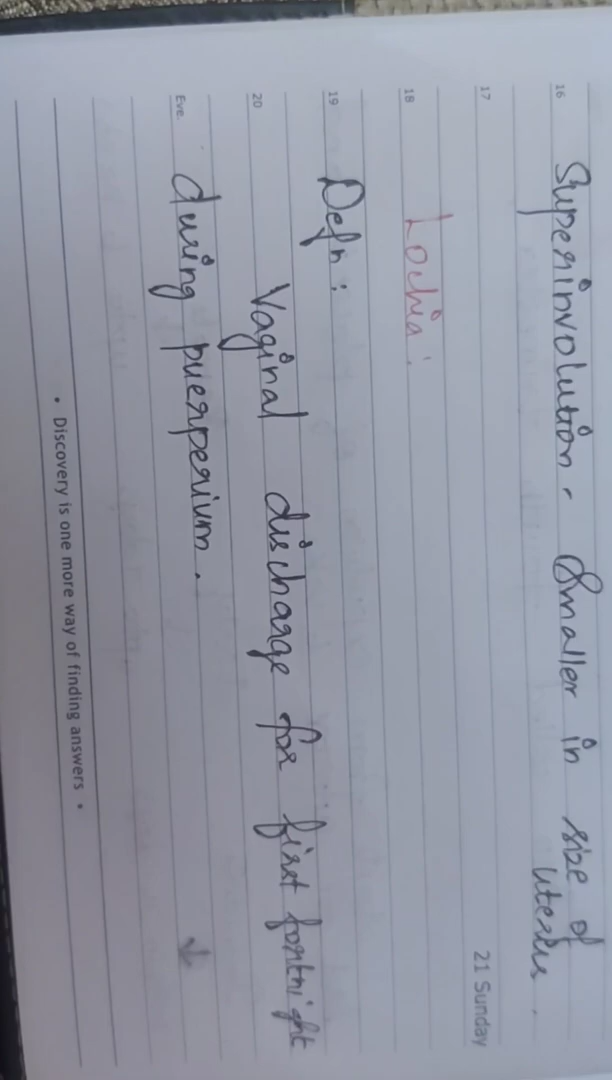 16 Superinvolution - Smaller in size of
uterus.
17 21 Sunday
18 Lochia:
19 Defn:
20 Vaginal discharge for first fortnight
Eve. during puerperium.
• Discovery is one more way of finding answers •